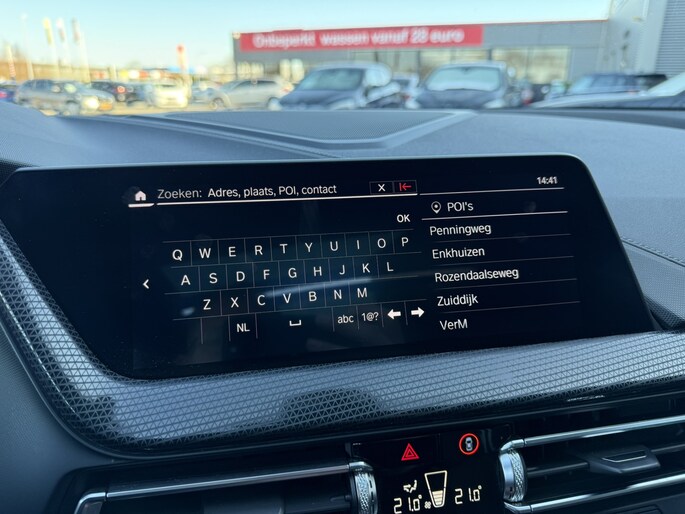 Onbeperkt wassen vanaf 28 euro
Zoeken: Adres, plaats, POI, contact
X
14:41
OK
POI's
Q W E R T Y U I O P
Penningweg
A S D F G H J K L
Enkhuizen
Z X C V B N M
Rozendaalseweg
NL abc 1@?
Zuiddijk
VerM
21.0° 21.0°